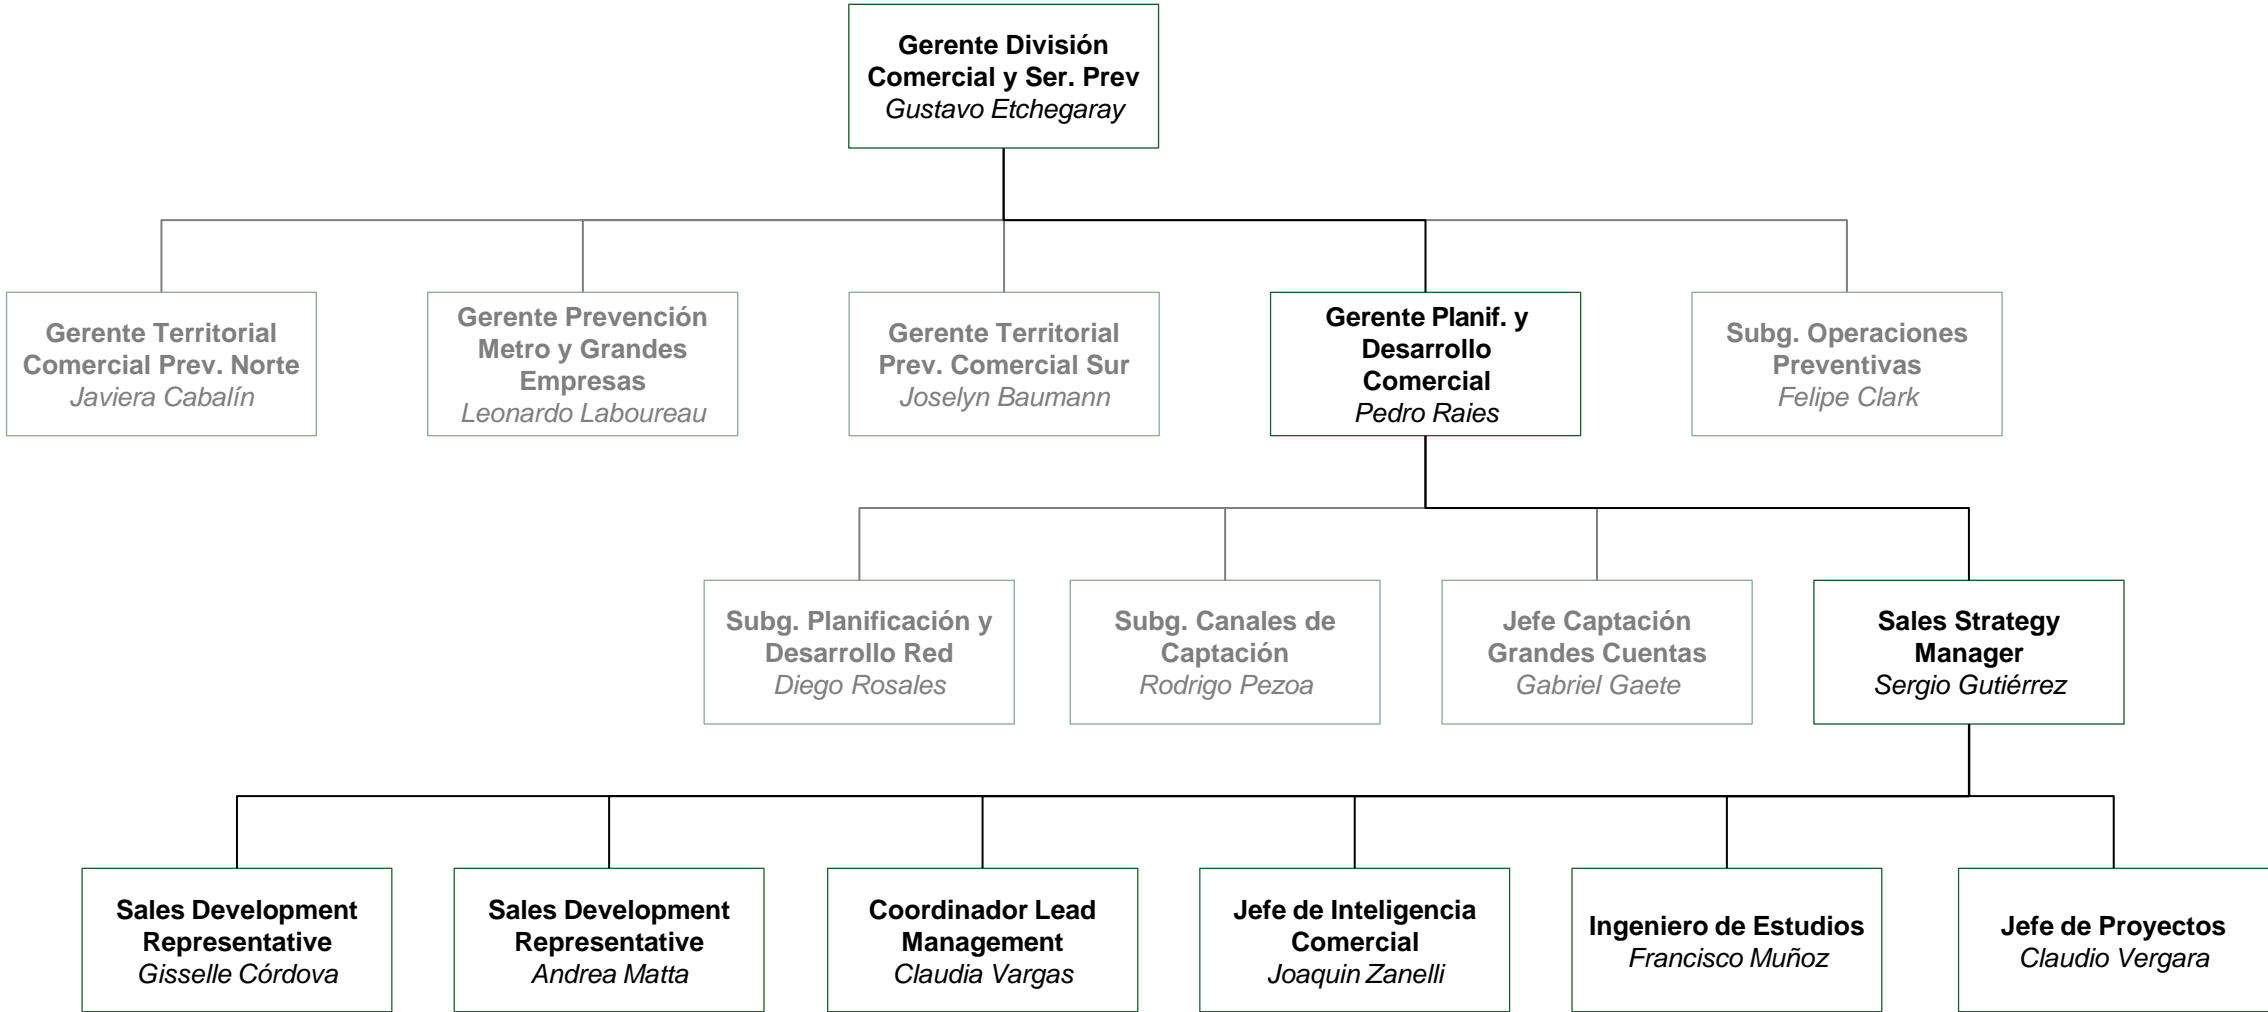 Gerente División
Comercial y Ser. Prev
Gustavo Etchegaray
Gerente Territorial
Comercial Prev. Norte
Javiera Cabalín
Gerente Prevención
Metro y Grandes
Empresas
Leonardo Laboureau
Gerente Territorial
Prev. Comercial Sur
Joselyn Baumann
Gerente Planif. y
Desarrollo
Comercial
Pedro Raies
Subg. Operaciones
Preventivas
Felipe Clark
Subg. Planificación y
Desarrollo Red
Diego Rosales
Subg. Canales de
Captación
Rodrigo Pezoa
Jefe Captación
Grandes Cuentas
Gabriel Gaete
Sales Strategy
Manager
Sergio Gutiérrez
Sales Development
Representative
Gisselle Córdova
Sales Development
Representative
Andrea Matta
Coordinador Lead
Management
Claudia Vargas
Jefe de Inteligencia
Comercial
Joaquin Zanelli
Ingeniero de Estudios
Francisco Muñoz
Jefe de Proyectos
Claudio Vergara